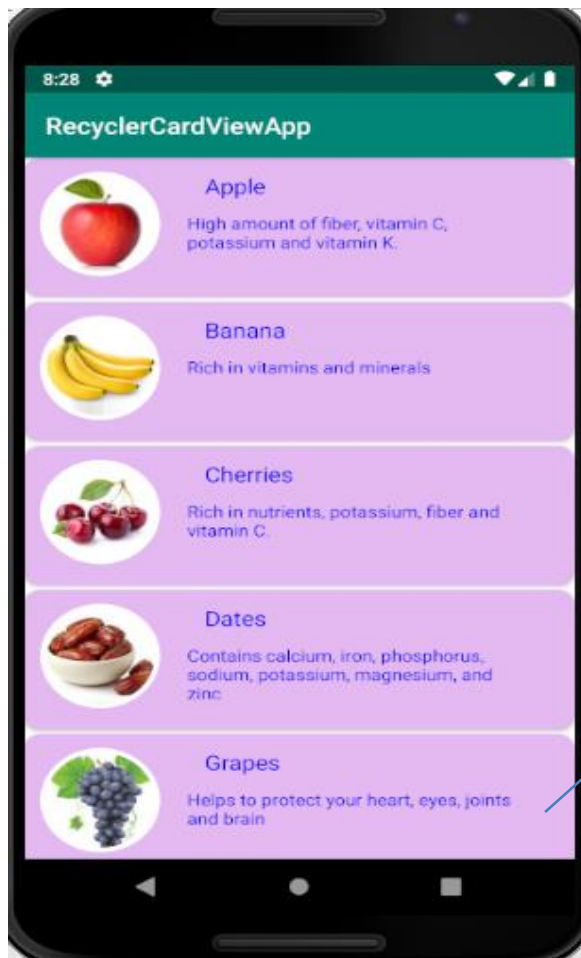 8:28
RecyclerCardViewApp
Apple
High amount of fiber, vitamin C,
potassium and vitamin K.
Banana
Rich in vitamins and minerals
Cherries
Rich in nutrients, potassium, fiber and
vitamin C.
Dates
Contains calcium, iron, phosphorus,
sodium, potassium, magnesium, and
zinc
Grapes
Helps to protect your heart, eyes, joints
and brain